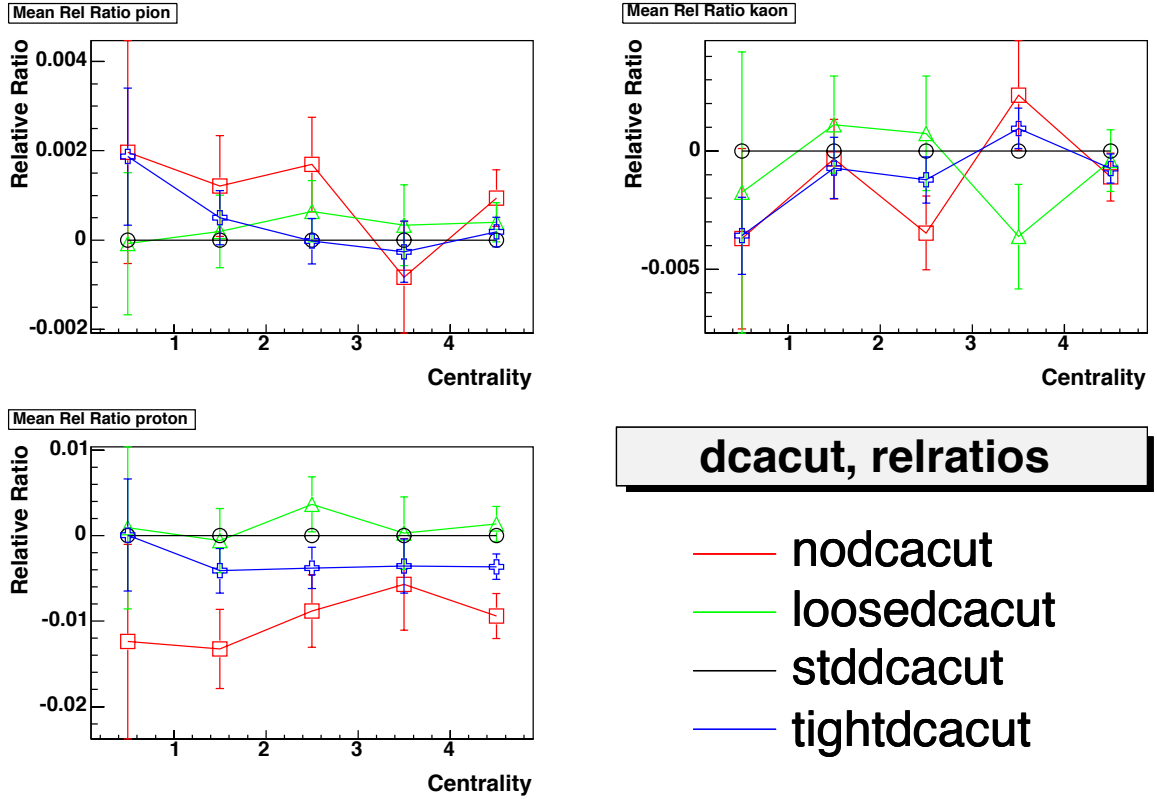 Mean Rel Ratio pion
Relative Ratio
0.004
0.002
0
-0.002
1 2 3 4
Centrality
Mean Rel Ratio kaon
Relative Ratio
0
-0.005
1 2 3 4
Centrality
Mean Rel Ratio proton
Relative Ratio
0.01
0
-0.01
-0.02
1 2 3 4
Centrality
dcacut, relratios
nodcacut
loosedcacut
stddcacut
tightdcacut